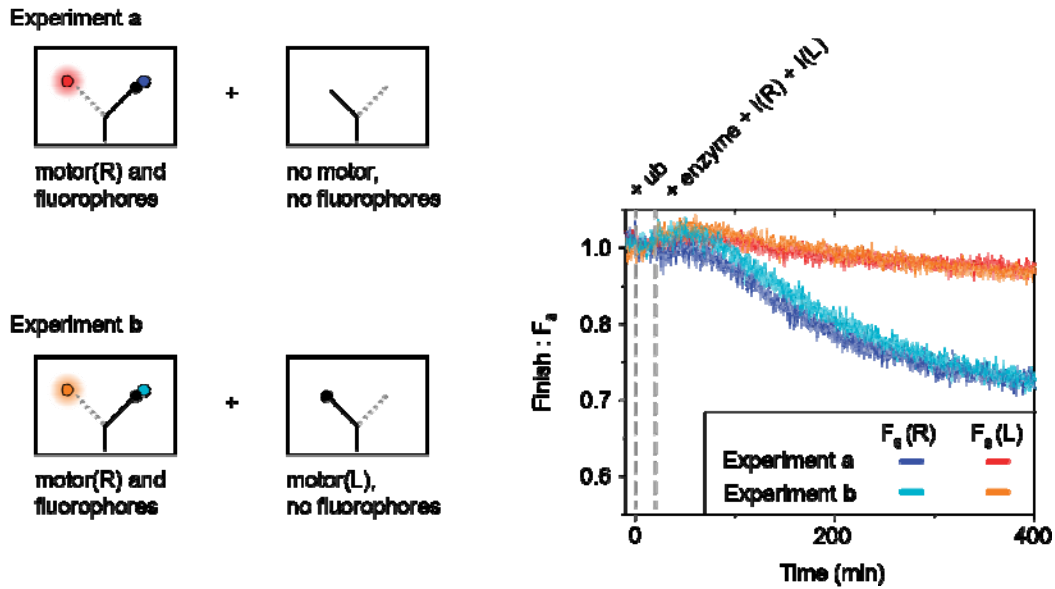 Experiment a
+
motor(R) and
fluorophores
no motor,
no fluorophores
Experiment b
+
motor(R) and
fluorophores
motor(L),
no fluorophores
+ ub
+ enzyme + I(R) + I(L)
Finish : Fₐ
1.0
0.8
0.7
0.6
Fₐ(R) Fₐ(L)
Experiment a
Experiment b
0 200 400
Time (min)